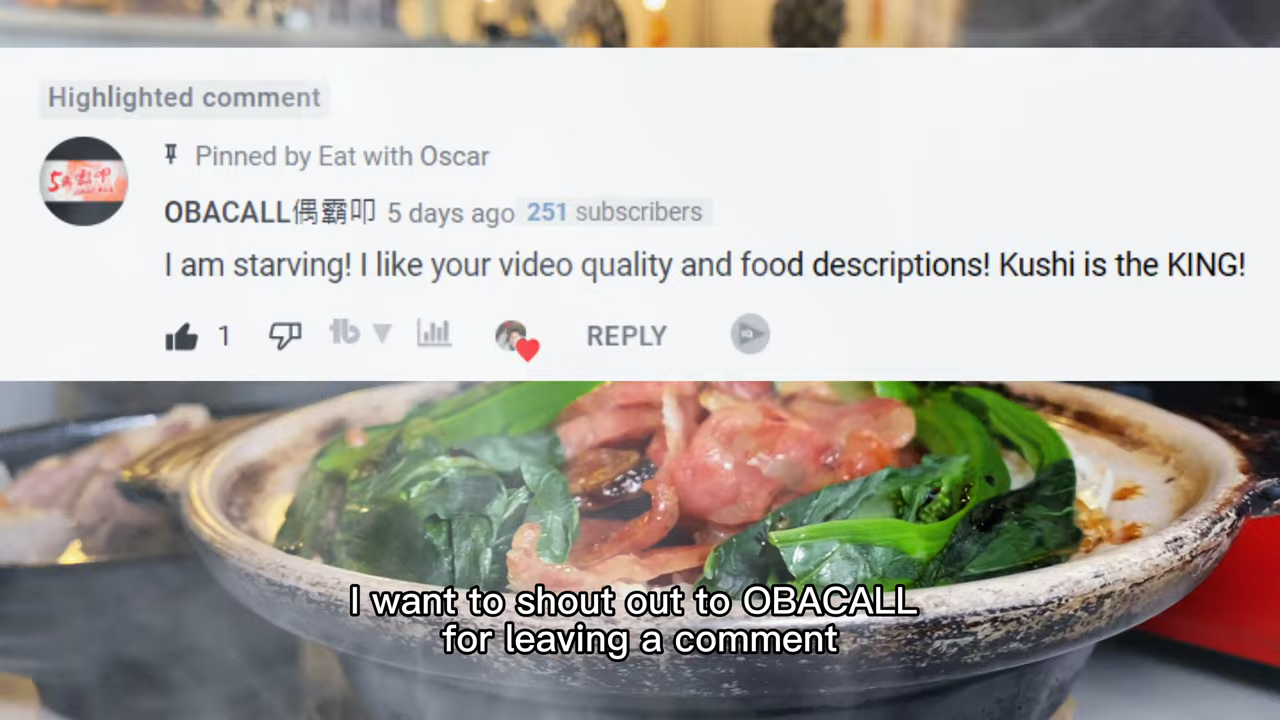 Highlighted comment
Pinned by Eat with Oscar
OBACALL偶霸叩 5 days ago 251 subscribers
I am starving! I like your video quality and food descriptions! Kushi is the KING!
1 REPLY
I want to shout out to OBACALL
for leaving a comment